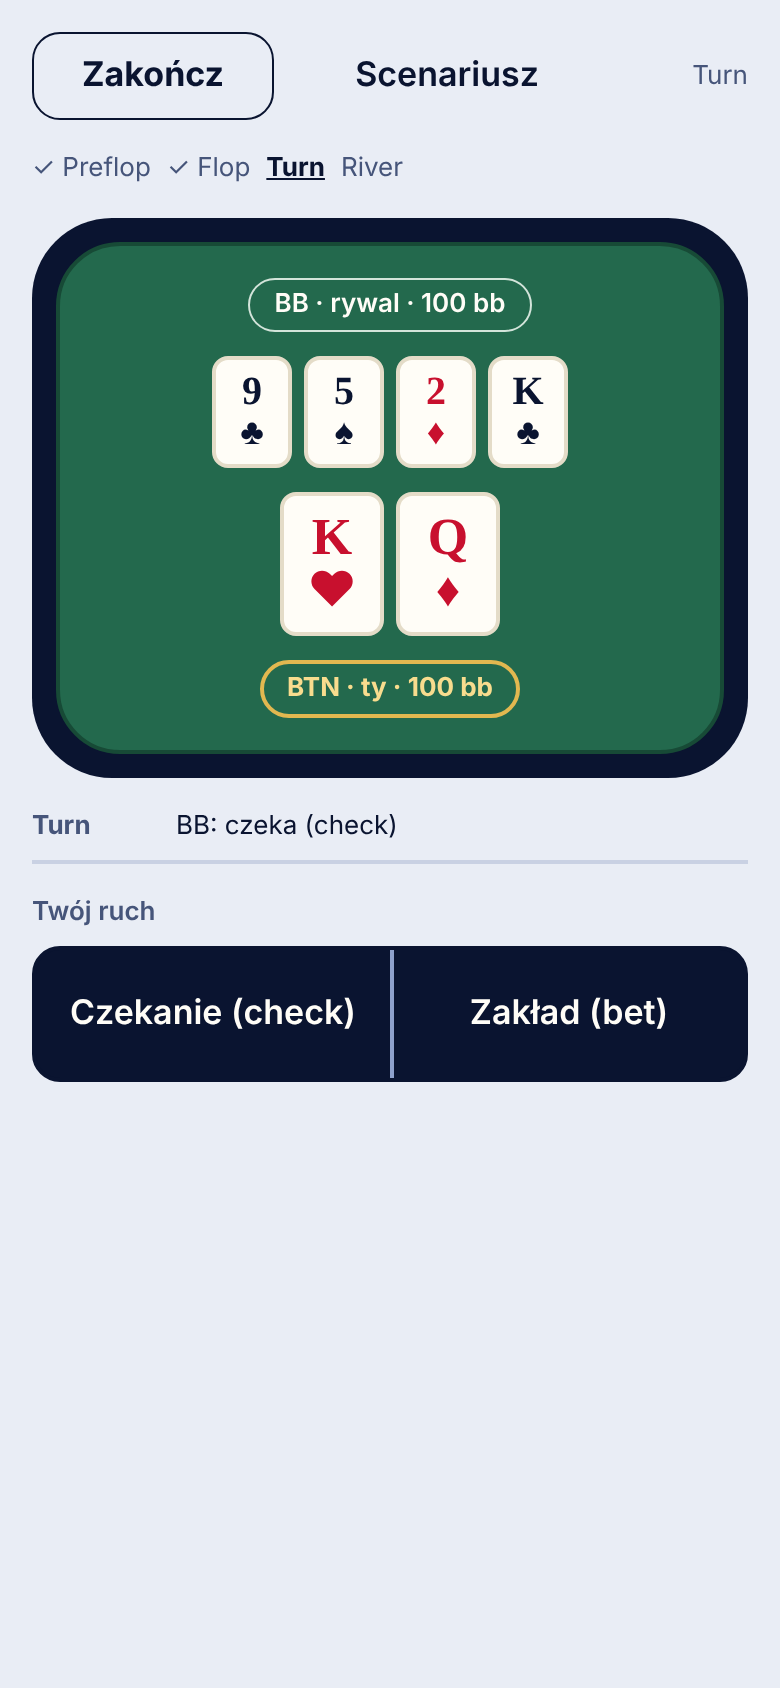 Zakończ Scenariusz Turn
✓ Preflop ✓ Flop Turn River
BB · rywal · 100 bb
9 5 2 K
♣ ♠ ♦ ♣
K Q
♥ ♦
BTN · ty · 100 bb
Turn BB: czeka (check)
Twój ruch
Czekanie (check) Zakład (bet)